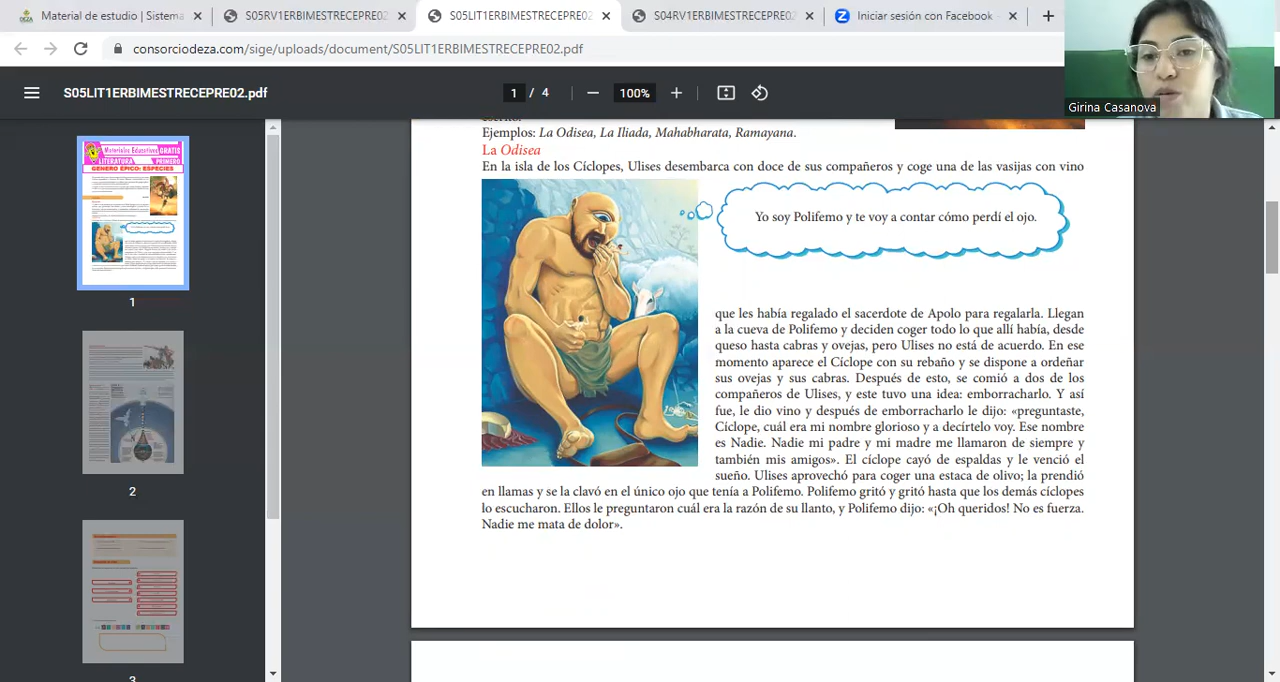 Material de estudio | Sistema
S05RV1ERBIMESTRECEPRE02
S05LIT1ERBIMESTRECEPRE02
S04RV1ERBIMESTRECEPRE02
Iniciar sesión con Facebook
consorciodeza.com/sige/uploads/document/S05LIT1ERBIMESTRECEPRE02.pdf
Girina Casanova
S05LIT1ERBIMESTRECEPRE02.pdf
1 / 4
100%
escrito.
Ejemplos: La Odisea, La Iliada, Mahabharata, Ramayana.
La Odisea
En la isla de los Cíclopes, Ulises desembarca con doce de sus compañeros y coge una de las vasijas con vino
Yo soy Polifemo te voy a contar cómo perdí el ojo.
que les había regalado el sacerdote de Apolo para regalarla. Llegan
a la cueva de Polifemo y deciden coger todo lo que allí había, desde
queso hasta cabras y ovejas, pero Ulises no está de acuerdo. En ese
momento aparece el Cíclope con su rebaño y se dispone a ordeñar
sus ovejas y sus cabras. Después de esto, se comió a dos de los
compañeros de Ulises, y este tuvo una idea: emborracharlo. Y así
fue, le dio vino y después de emborracharlo le dijo: «preguntaste,
Cíclope, cuál era mi nombre glorioso y a decírtelo voy. Ese nombre
es Nadie. Nadie mi padre y mi madre me llamaron de siempre y
también mis amigos». El cíclope cayó de espaldas y le venció el
sueño. Ulises aprovechó para coger una estaca de olivo; la prendió
en llamas y se la clavó en el único ojo que tenía a Polifemo. Polifemo gritó y gritó hasta que los demás cíclopes
lo escucharon. Ellos le preguntaron cuál era la razón de su llanto, y Polifemo dijo: «¡Oh queridos! No es fuerza.
Nadie me mata de dolor».
Materiales Educativos GRATIS
LITERATURA PRIMERO
GÉNERO ÉPICO: ESPECIES
1
2
3